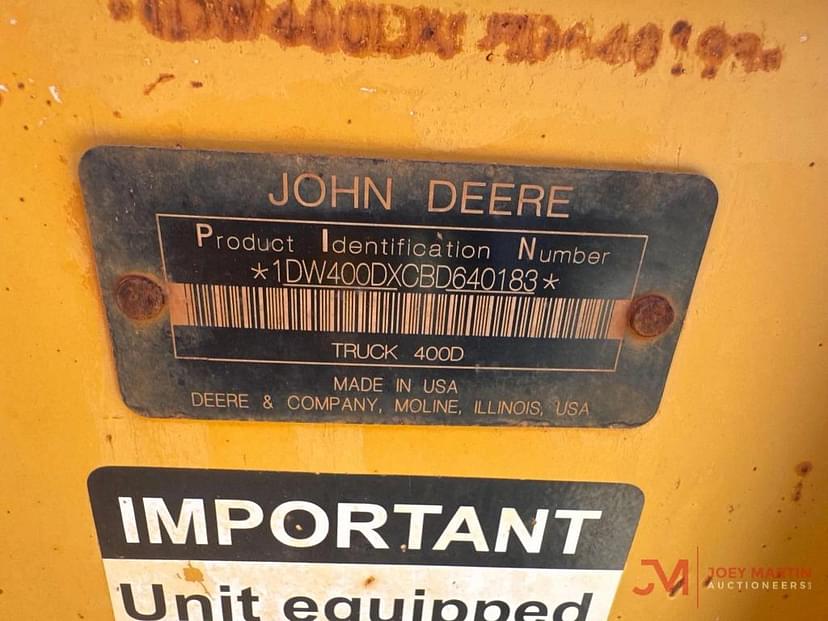 JOHN DEERE
Product Identification Number
*1DW400DXCBD640183*
TRUCK 400D
MADE IN USA
DEERE & COMPANY, MOLINE, ILLINOIS, USA
IMPORTANT
Unit equipped
JM JOEY MARTIN
AUCTIONEERS